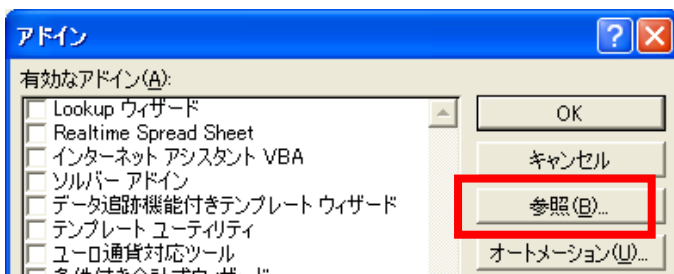 アドイン
有効なアドイン(A):
Lookup ウィザード
Realtime Spread Sheet
インターネット アシスタント VBA
ソルバー アドイン
データ追跡機能付きテンプレート ウィザード
テンプレート ユーティリティ
ユーロ通貨対応ツール
OK
キャンセル
参照(B)...
オートメーション(U)...